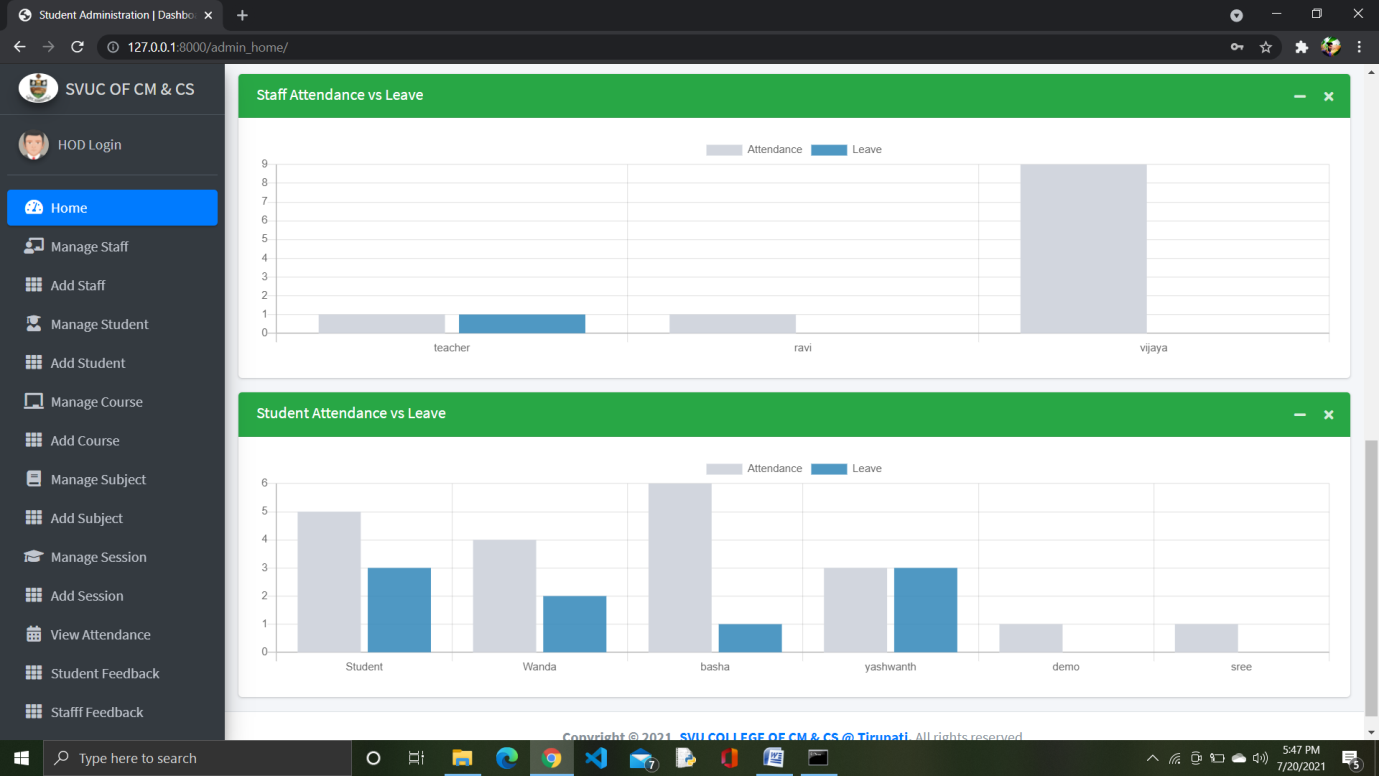 Student Administration | Dashbo
127.0.0.1:8000/admin_home/
SVUC OF CM & CS
HOD Login
Home
Manage Staff
Add Staff
Manage Student
Add Student
Manage Course
Add Course
Manage Subject
Add Subject
Manage Session
Add Session
View Attendance
Student Feedback
Stafff Feedback
Staff Attendance vs Leave
Attendance Leave
9
8
7
6
5
4
3
2
1
0
teacher ravi vijaya
Student Attendance vs Leave
Attendance Leave
6
5
4
3
2
1
0
Student Wanda basha yashwanth demo sree
Copyright © 2021 SVU COLLEGE OF CM & CS @ Tirupati. All rights reserved
Type here to search
7
5:47 PM
7/20/2021
5